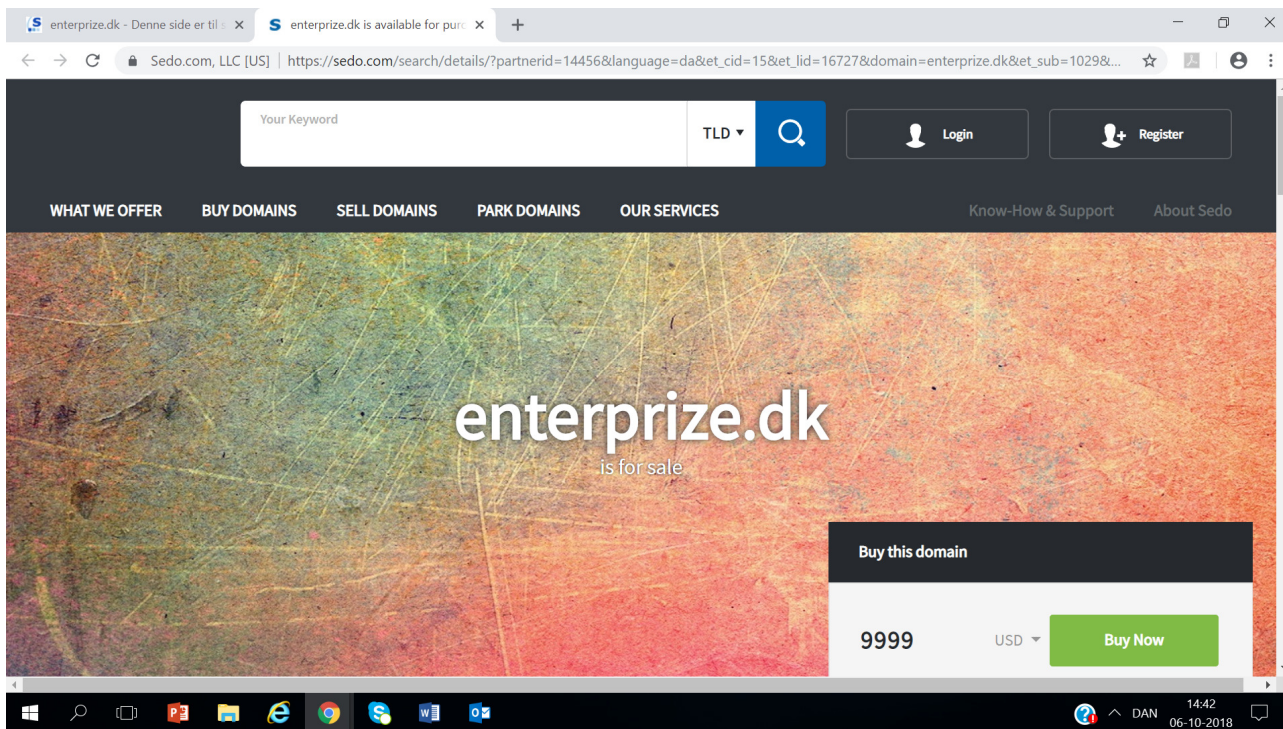 enterprize.dk - Denne side er til s
enterprize.dk is available for purc
Sedo.com, LLC [US] | https://sedo.com/search/details/?partnerid=14456&language=da&et_cid=15&et_lid=16727&domain=enterprize.dk&et_sub=1029&...
Your Keyword
TLD
Login
Register
WHAT WE OFFER BUY DOMAINS SELL DOMAINS PARK DOMAINS OUR SERVICES Know-How & Support About Sedo
enterprize.dk
is for sale
Buy this domain
9999 USD Buy Now
DAN
14:42
06-10-2018